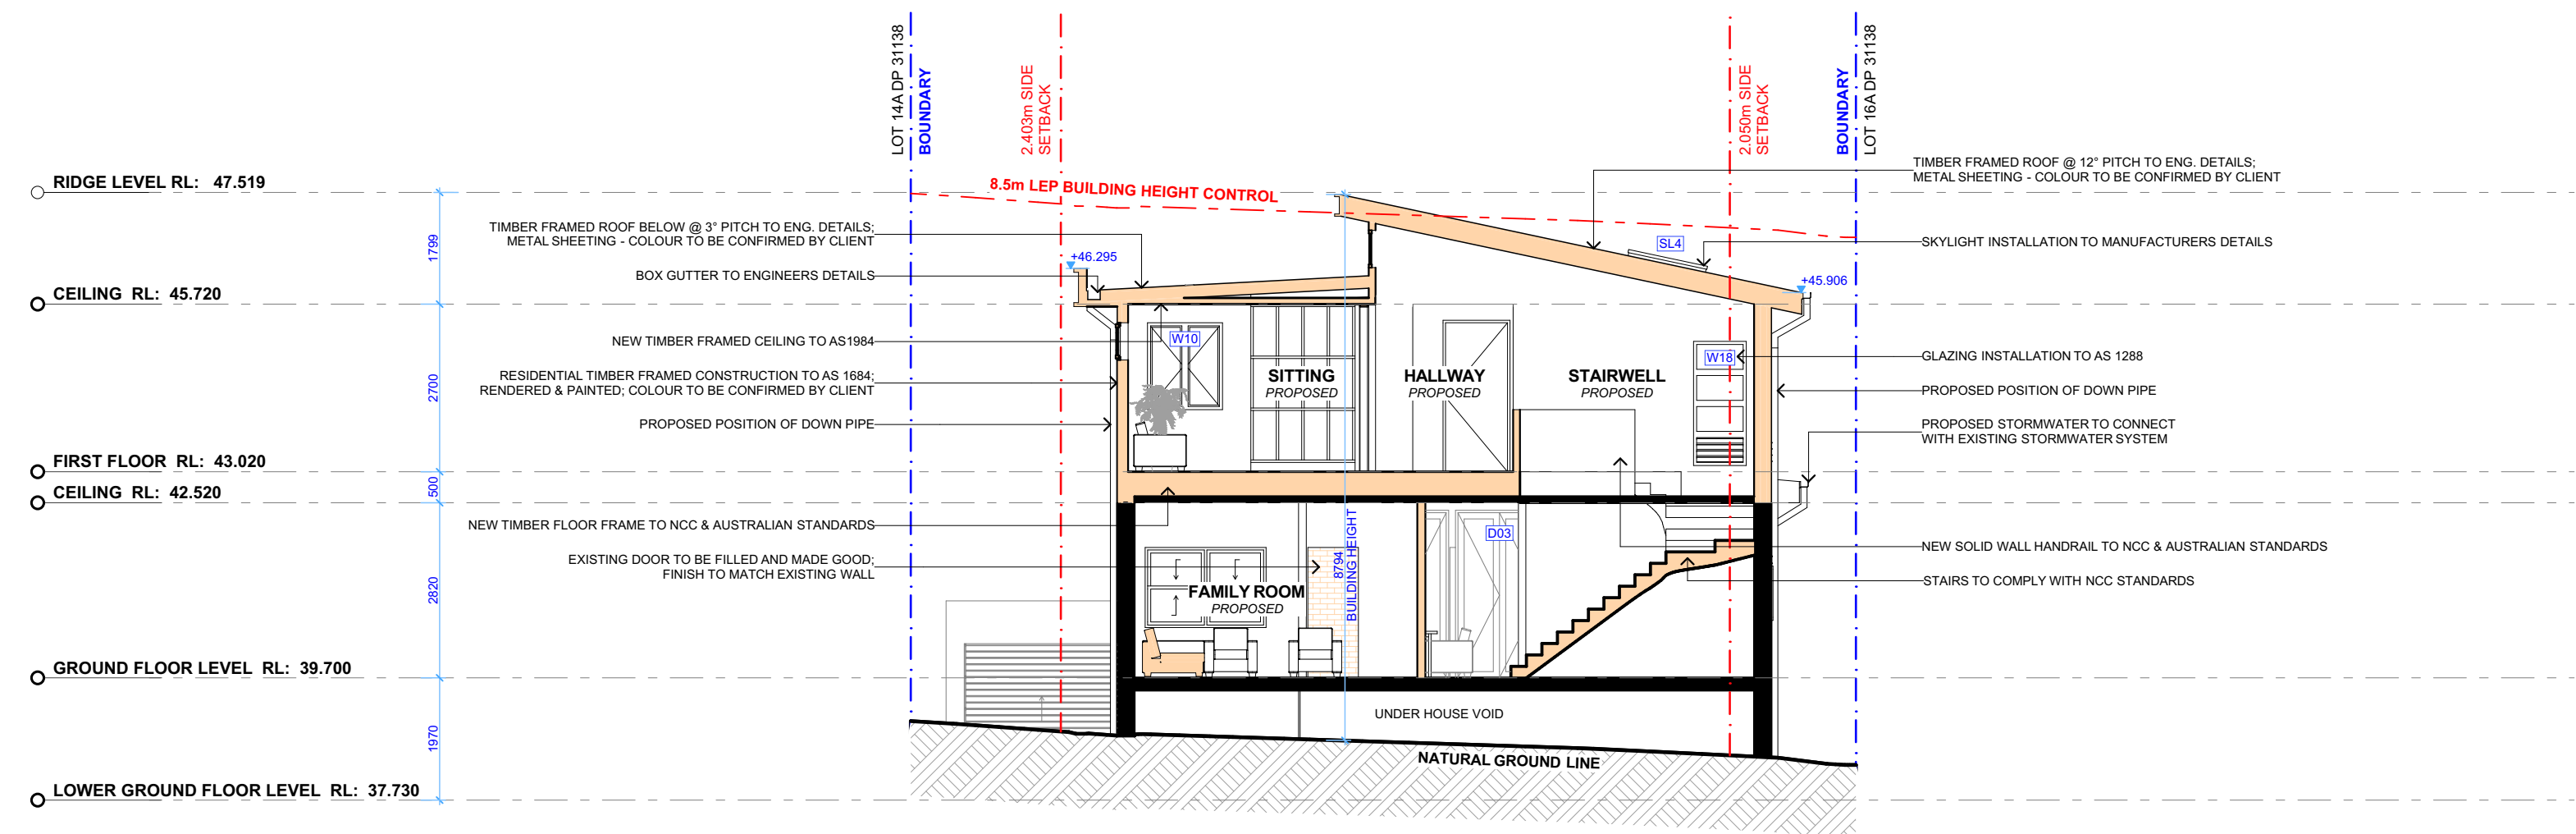 LOT 14A DP 31138
BOUNDARY
2.403m SIDE
SETBACK
2.050m SIDE
SETBACK
BOUNDARY
LOT 16A DP 31138
RIDGE LEVEL RL: 47.519
8.5m LEP BUILDING HEIGHT CONTROL
TIMBER FRAMED ROOF @ 12° PITCH TO ENG. DETAILS;
METAL SHEETING - COLOUR TO BE CONFIRMED BY CLIENT
TIMBER FRAMED ROOF BELOW @ 3° PITCH TO ENG. DETAILS;
METAL SHEETING - COLOUR TO BE CONFIRMED BY CLIENT
1799
SL4
SKYLIGHT INSTALLATION TO MANUFACTURERS DETAILS
+46.295
BOX GUTTER TO ENGINEERS DETAILS
+45.906
CEILING RL: 45.720
NEW TIMBER FRAMED CEILING TO AS1984
W10
W18
GLAZING INSTALLATION TO AS 1288
RESIDENTIAL TIMBER FRAMED CONSTRUCTION TO AS 1684;
RENDERED & PAINTED; COLOUR TO BE CONFIRMED BY CLIENT
2700
SITTING
PROPOSED
HALLWAY
PROPOSED
STAIRWELL
PROPOSED
PROPOSED POSITION OF DOWN PIPE
PROPOSED POSITION OF DOWN PIPE
PROPOSED STORMWATER TO CONNECT
WITH EXISTING STORMWATER SYSTEM
FIRST FLOOR RL: 43.020
500
CEILING RL: 42.520
NEW TIMBER FLOOR FRAME TO NCC & AUSTRALIAN STANDARDS
D03
NEW SOLID WALL HANDRAIL TO NCC & AUSTRALIAN STANDARDS
EXISTING DOOR TO BE FILLED AND MADE GOOD;
FINISH TO MATCH EXISTING WALL
8794
BUILDING HEIGHT
STAIRS TO COMPLY WITH NCC STANDARDS
2820
FAMILY ROOM
PROPOSED
GROUND FLOOR LEVEL RL: 39.700
UNDER HOUSE VOID
1970
NATURAL GROUND LINE
LOWER GROUND FLOOR LEVEL RL: 37.730